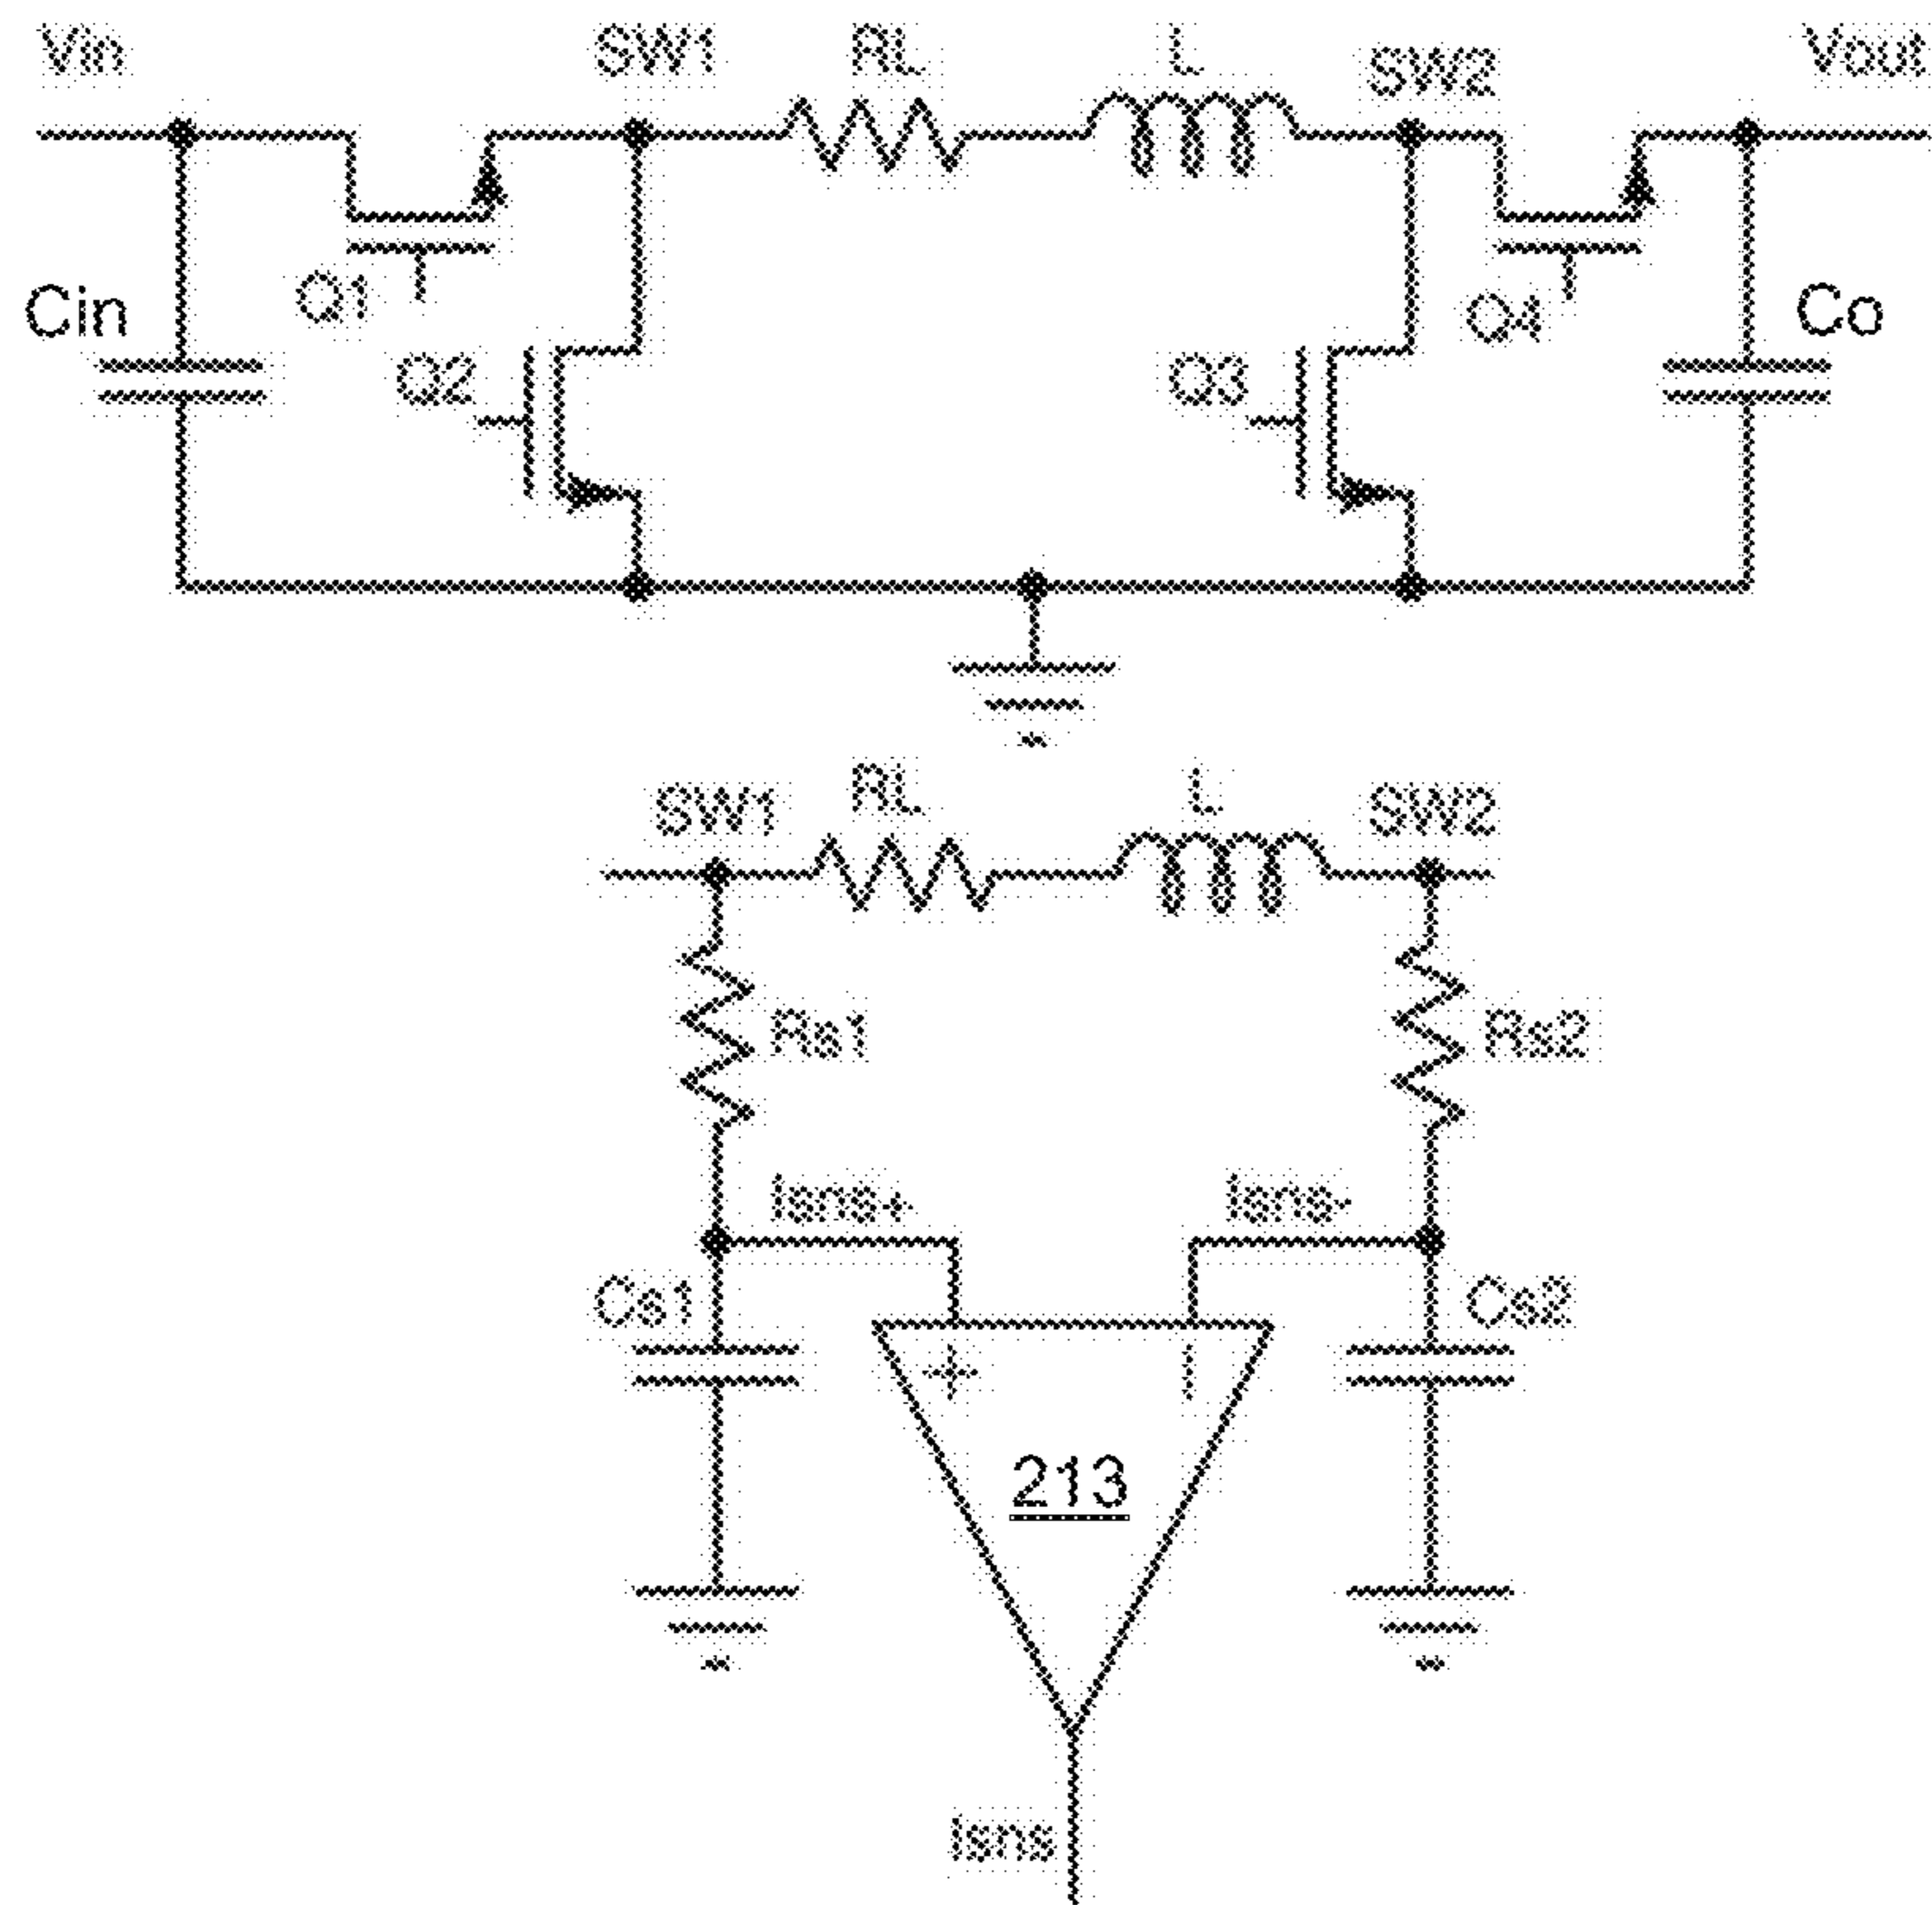 Vin
SW1
RL
L
SW2
Vout
Cin
Q1
Q2
Q3
Q4
Co
SW1
RL
L
SW2
Rs1
Rs2
Isns+
Isns-
Cs1
Cs2
+
213
Isns